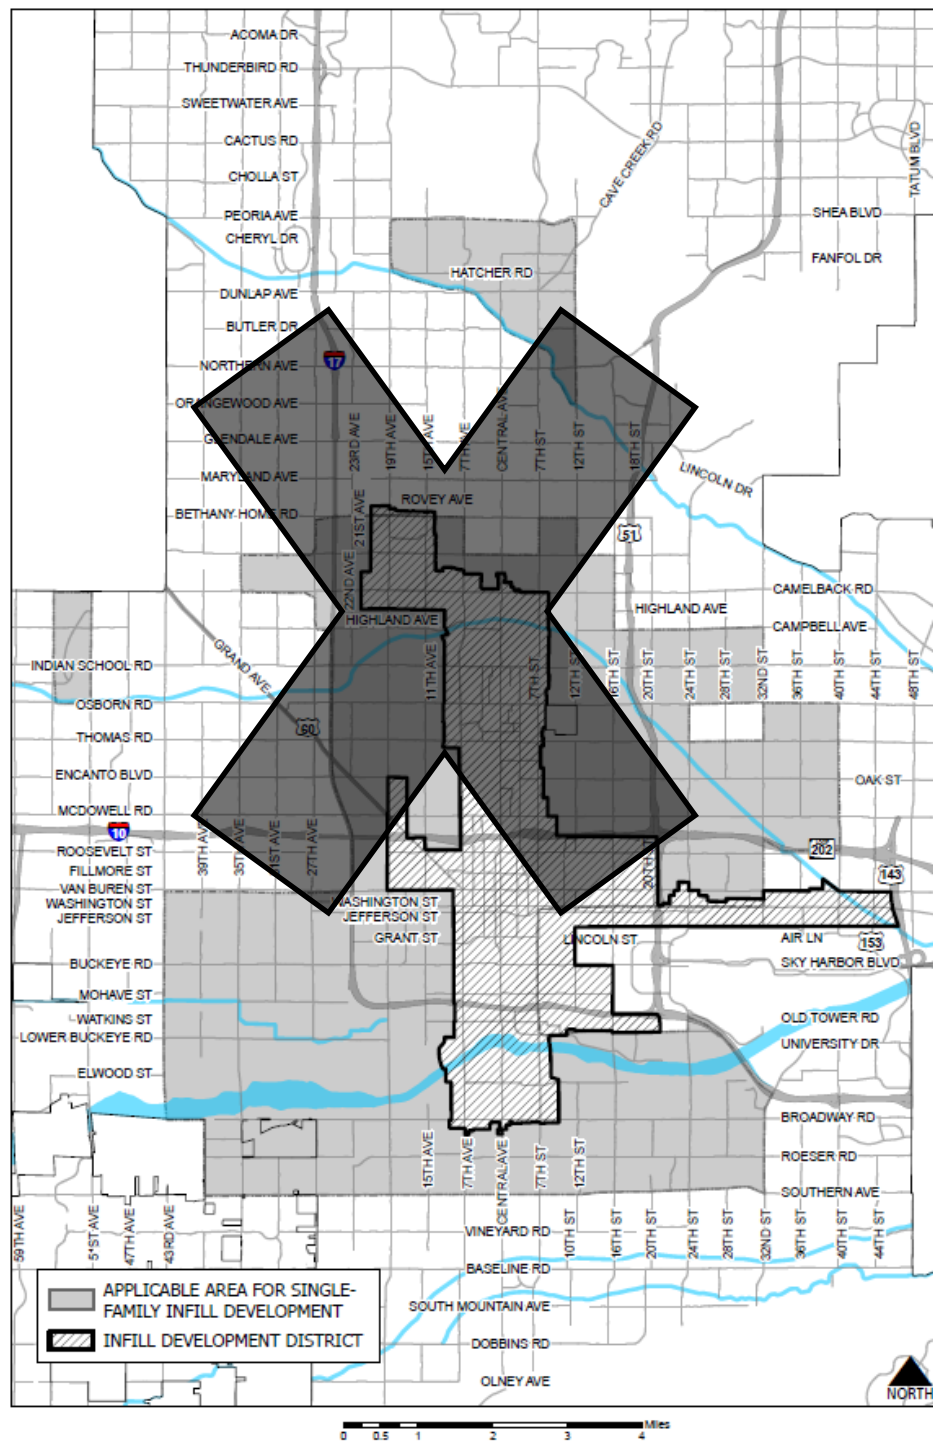 ACOMA DR
THUNDERBIRD RD
SWEETWATER AVE
CACTUS RD
CHOLLA ST
PEORIA AVE
CHERYL DR
DUNLAP AVE
BUTLER DR
NORTHERN AVE
ORANGEWOOD AVE
GLENDALE AVE
MARYLAND AVE
BETHANY HOME RD
CAVE CREEK RD
TATUM BLVD
SHEA BLVD
FANFOL DR
HATCHER RD
17
23RD AVE
19TH AVE
15TH AVE
7TH AVE
CENTRAL AVE
7TH ST
12TH ST
18TH ST
LINCOLN DR
ROVEY AVE
21ST AVE
22ND AVE
51
CAMELBACK RD
HIGHLAND AVE
HIGHLAND AVE
CAMPBELL AVE
INDIAN SCHOOL RD
GRAND AVE
11TH AVE
7TH ST
12TH ST
16TH ST
20TH ST
24TH ST
28TH ST
32ND ST
36TH ST
40TH ST
44TH ST
48TH ST
OSBORN RD
60
THOMAS RD
ENCANTO BLVD
OAK ST
MCDOWELL RD
10
202
ROOSEVELT ST
39TH AVE
35TH AVE
31ST AVE
27TH AVE
20TH
FILLMORE ST
143
VAN BUREN ST
WASHINGTON ST
JEFFERSON ST
WASHINGTON ST
JEFFERSON ST
GRANT ST
LINCOLN ST
AIR LN
153
BUCKEYE RD
SKY HARBOR BLVD
MOHAVE ST
WATKINS ST
OLD TOWER RD
LOWER BUCKEYE RD
UNIVERSITY DR
ELWOOD ST
BROADWAY RD
15TH AVE
7TH AVE
CENTRAL AVE
7TH ST
12TH ST
ROESER RD
SOUTHERN AVE
59TH AVE
51ST AVE
47TH AVE
43RD AVE
VINEYARD RD
10TH ST
16TH ST
20TH ST
24TH ST
28TH ST
32ND ST
36TH ST
40TH ST
44TH ST
BASELINE RD
SOUTH MOUNTAIN AVE
DOBBINS RD
OLNEY AVE
APPLICABLE AREA FOR SINGLE-
FAMILY INFILL DEVELOPMENT
INFILL DEVELOPMENT DISTRICT
NORTH
Miles
0 0.5 1 2 3 4